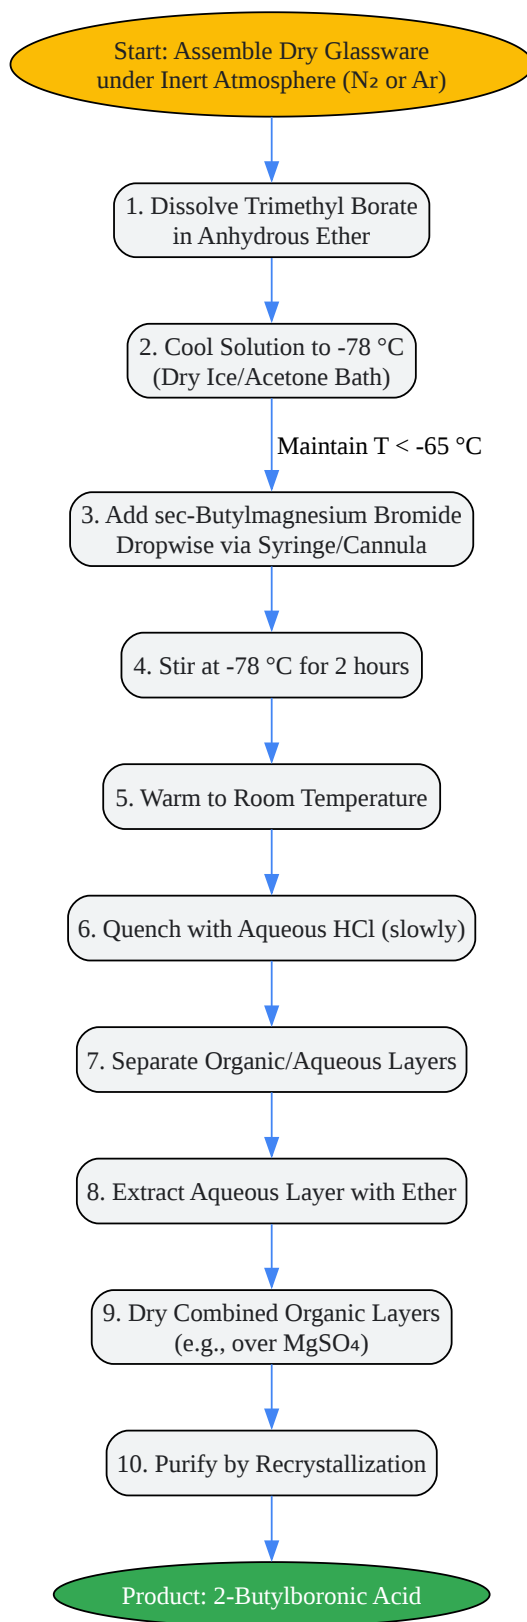 Start: Assemble Dry Glassware
under Inert Atmosphere (N₂ or Ar)
1. Dissolve Trimethyl Borate
in Anhydrous Ether
2. Cool Solution to -78 °C
(Dry Ice/Acetone Bath)
Maintain T < -65 °C
3. Add sec-Butylmagnesium Bromide
Dropwise via Syringe/Cannula
4. Stir at -78 °C for 2 hours
5. Warm to Room Temperature
6. Quench with Aqueous HCl (slowly)
7. Separate Organic/Aqueous Layers
8. Extract Aqueous Layer with Ether
9. Dry Combined Organic Layers
(e.g., over MgSO₄)
10. Purify by Recrystallization
Product: 2-Butylboronic Acid